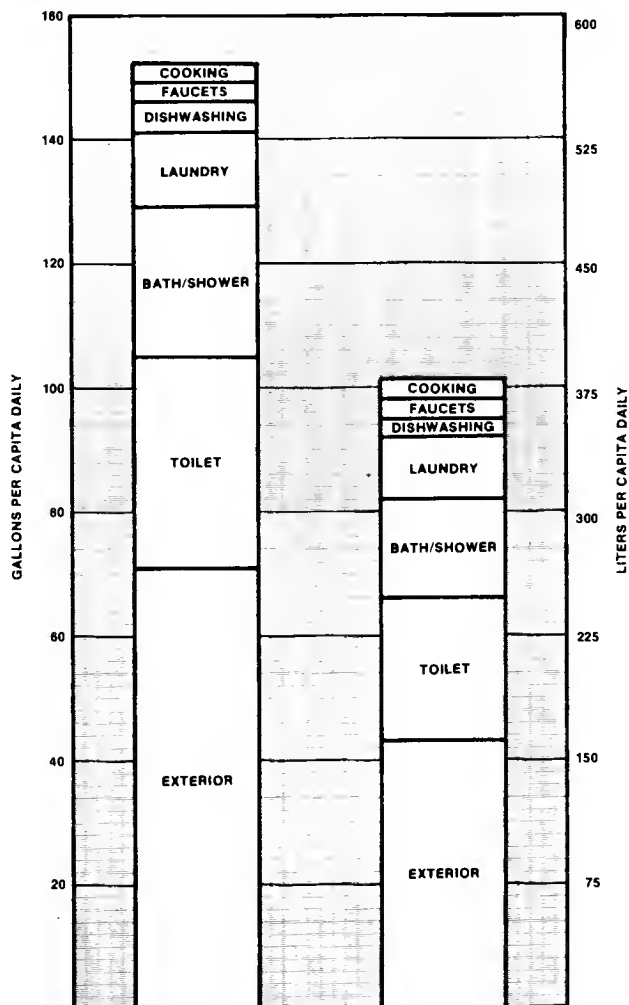 GALLONS PER CAPITA DAILY
160
140
120
100
80
60
40
20
COOKING
FAUCETS
DISHWASHING
LAUNDRY
BATH/SHOWER
TOILET
EXTERIOR
COOKING
FAUCETS
DISHWASHING
LAUNDRY
BATH/SHOWER
TOILET
EXTERIOR
600
525
450
375
300
225
150
75
LITERS PER CAPITA DAILY